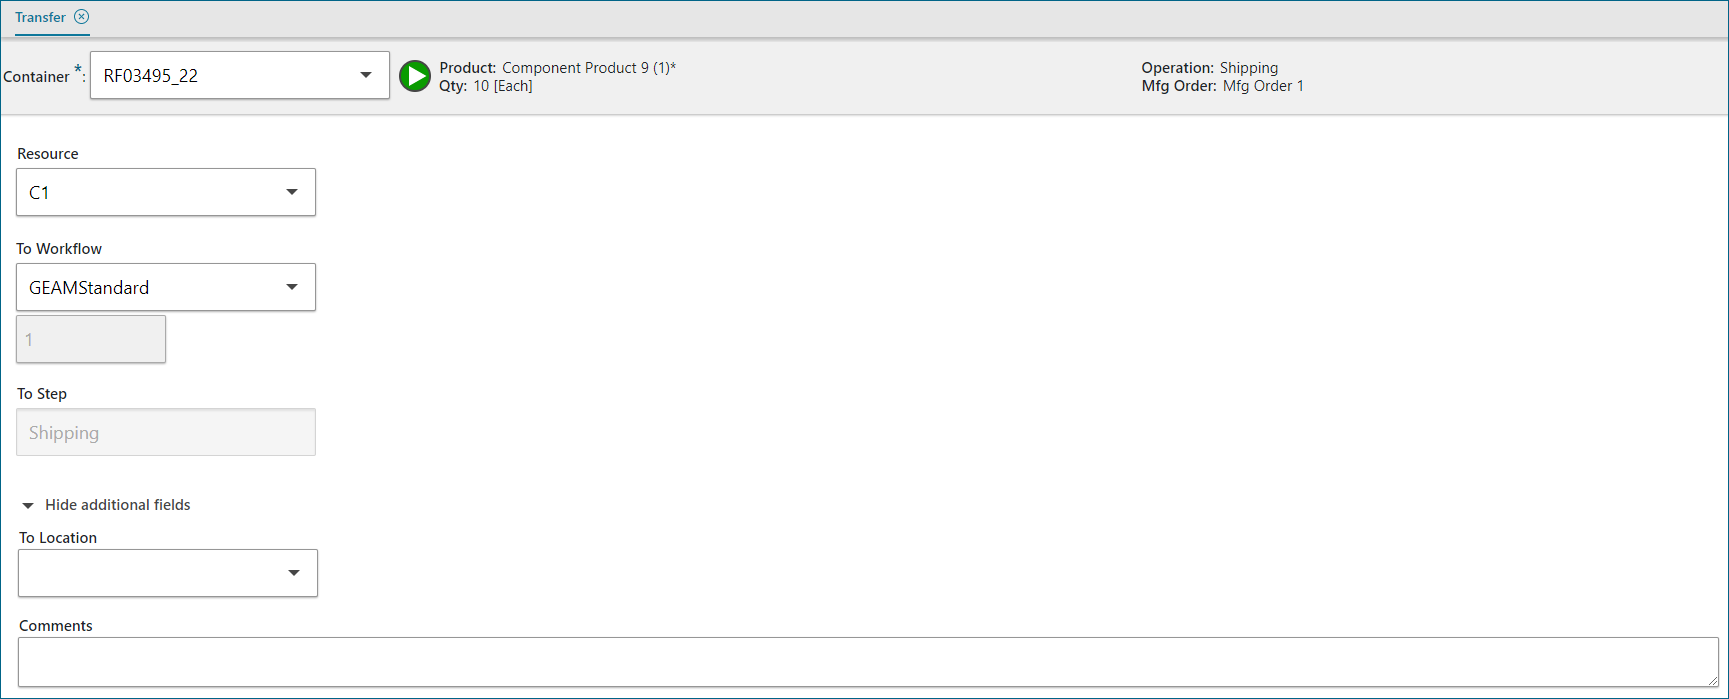 Transfer
Container *: RF03495_22
Product: Component Product 9 (1)*
Qty: 10 [Each]
Operation: Shipping
Mfg Order: Mfg Order 1
Resource
C1
To Workflow
GEAMStandard
1
To Step
Shipping
Hide additional fields
To Location
Comments